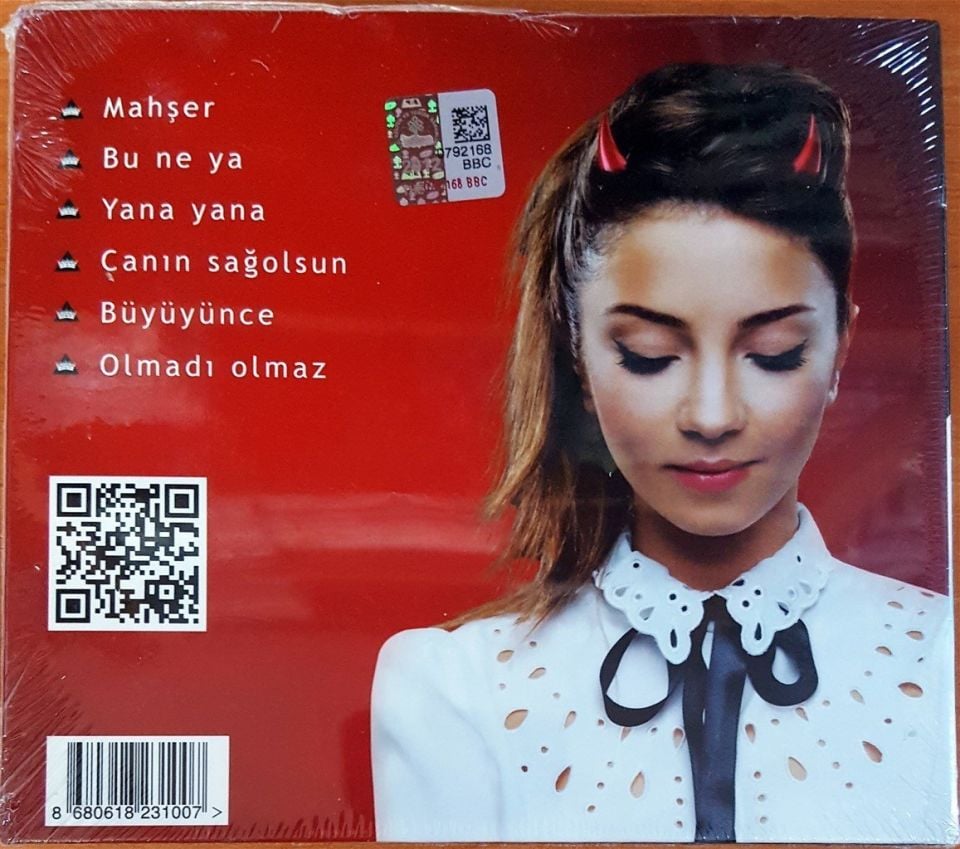 Mahşer
Bu ne ya
Yana yana
Çanın sağolsun
Büyüyünce
Olmadı olmaz
792168
BBC
168 BBC
8 680618 231007 >